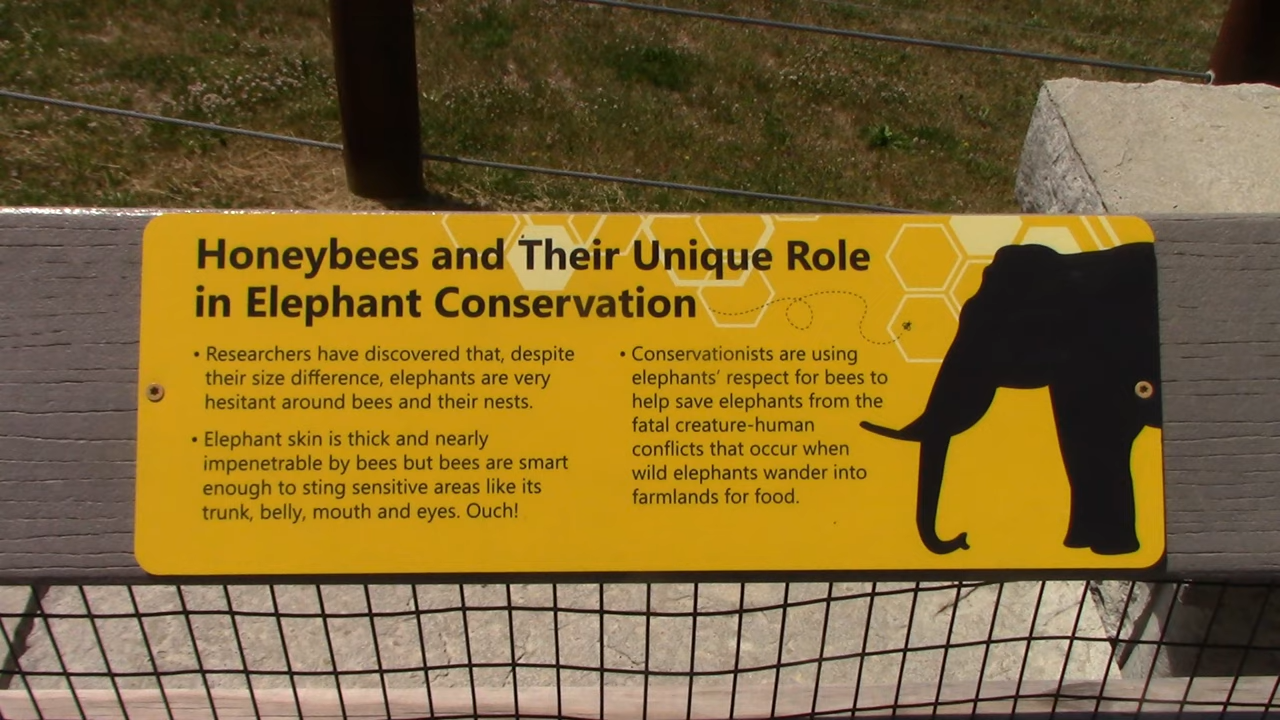 Honeybees and Their Unique Role
in Elephant Conservation
• Researchers have discovered that, despite
their size difference, elephants are very
hesitant around bees and their nests.
• Elephant skin is thick and nearly
impenetrable by bees but bees are smart
enough to sting sensitive areas like its
trunk, belly, mouth and eyes. Ouch!
• Conservationists are using
elephants’ respect for bees to
help save elephants from the
fatal creature-human
conflicts that occur when
wild elephants wander into
farmlands for food.